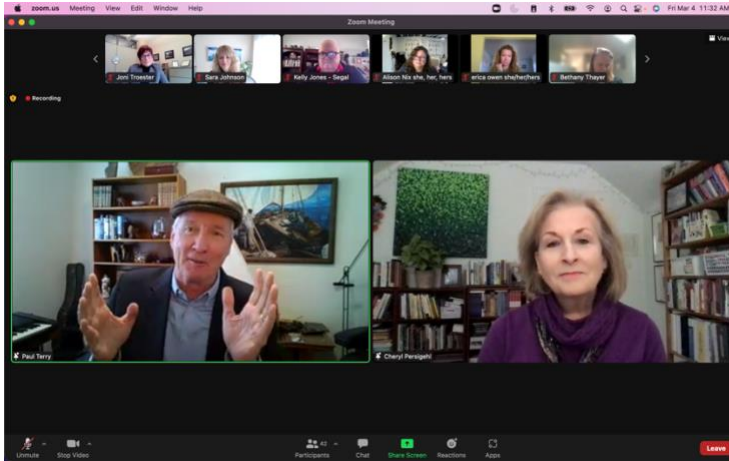 zoom.us Meeting View Edit Window Help Fri Mar 4 11:32 AM
Zoom Meeting
View
Joni Troester Sara Johnson Kelly Jones - Segal Alison Nix she, her, hers erica owen she/her/hers Bethany Thayer
Recording
Paul Terry Cheryl Persigehl
Unmute Stop Video Participants 42 Chat Share Screen Reactions Apps Leave